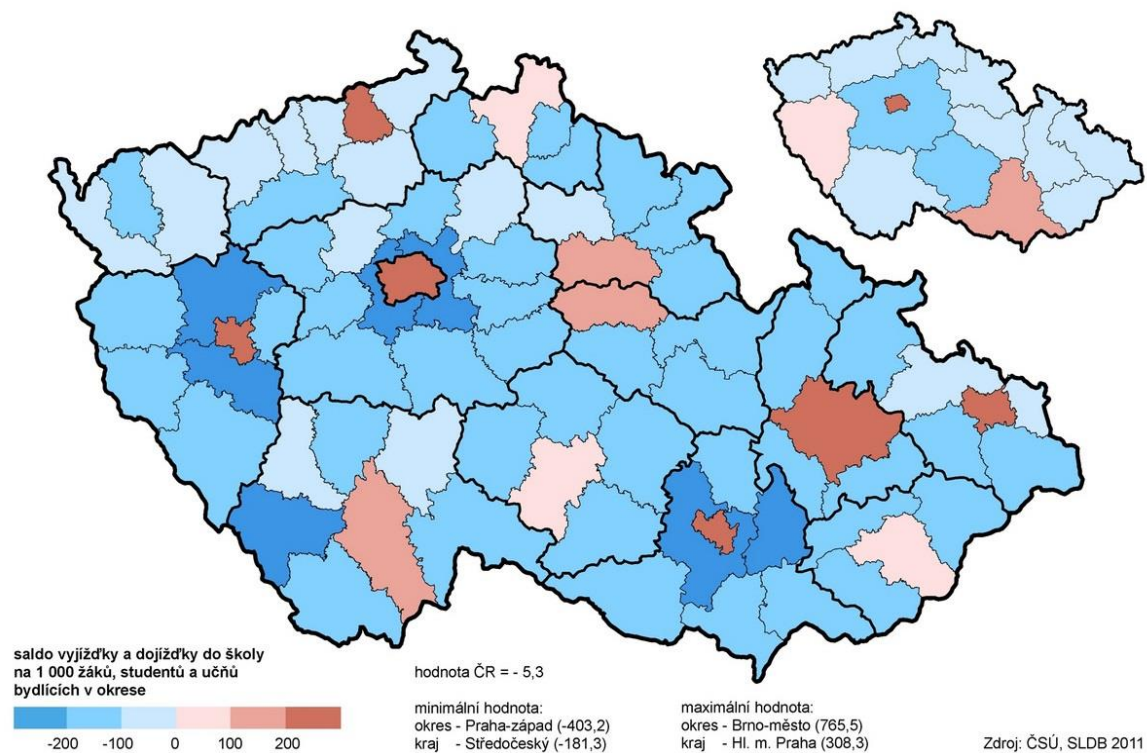 saldo vyjížďky a dojížďky do školy
na 1 000 žáků, studentů a učňů
bydlících v okrese
-200 -100 0 100 200
hodnota ČR = - 5,3
minimální hodnota:
okres - Praha-západ (-403,2)
kraj - Středočeský (-181,3)
maximální hodnota:
okres - Brno-město (765,5)
kraj - Hl. m. Praha (308,3)
Zdroj: ČSÚ, SLDB 2011